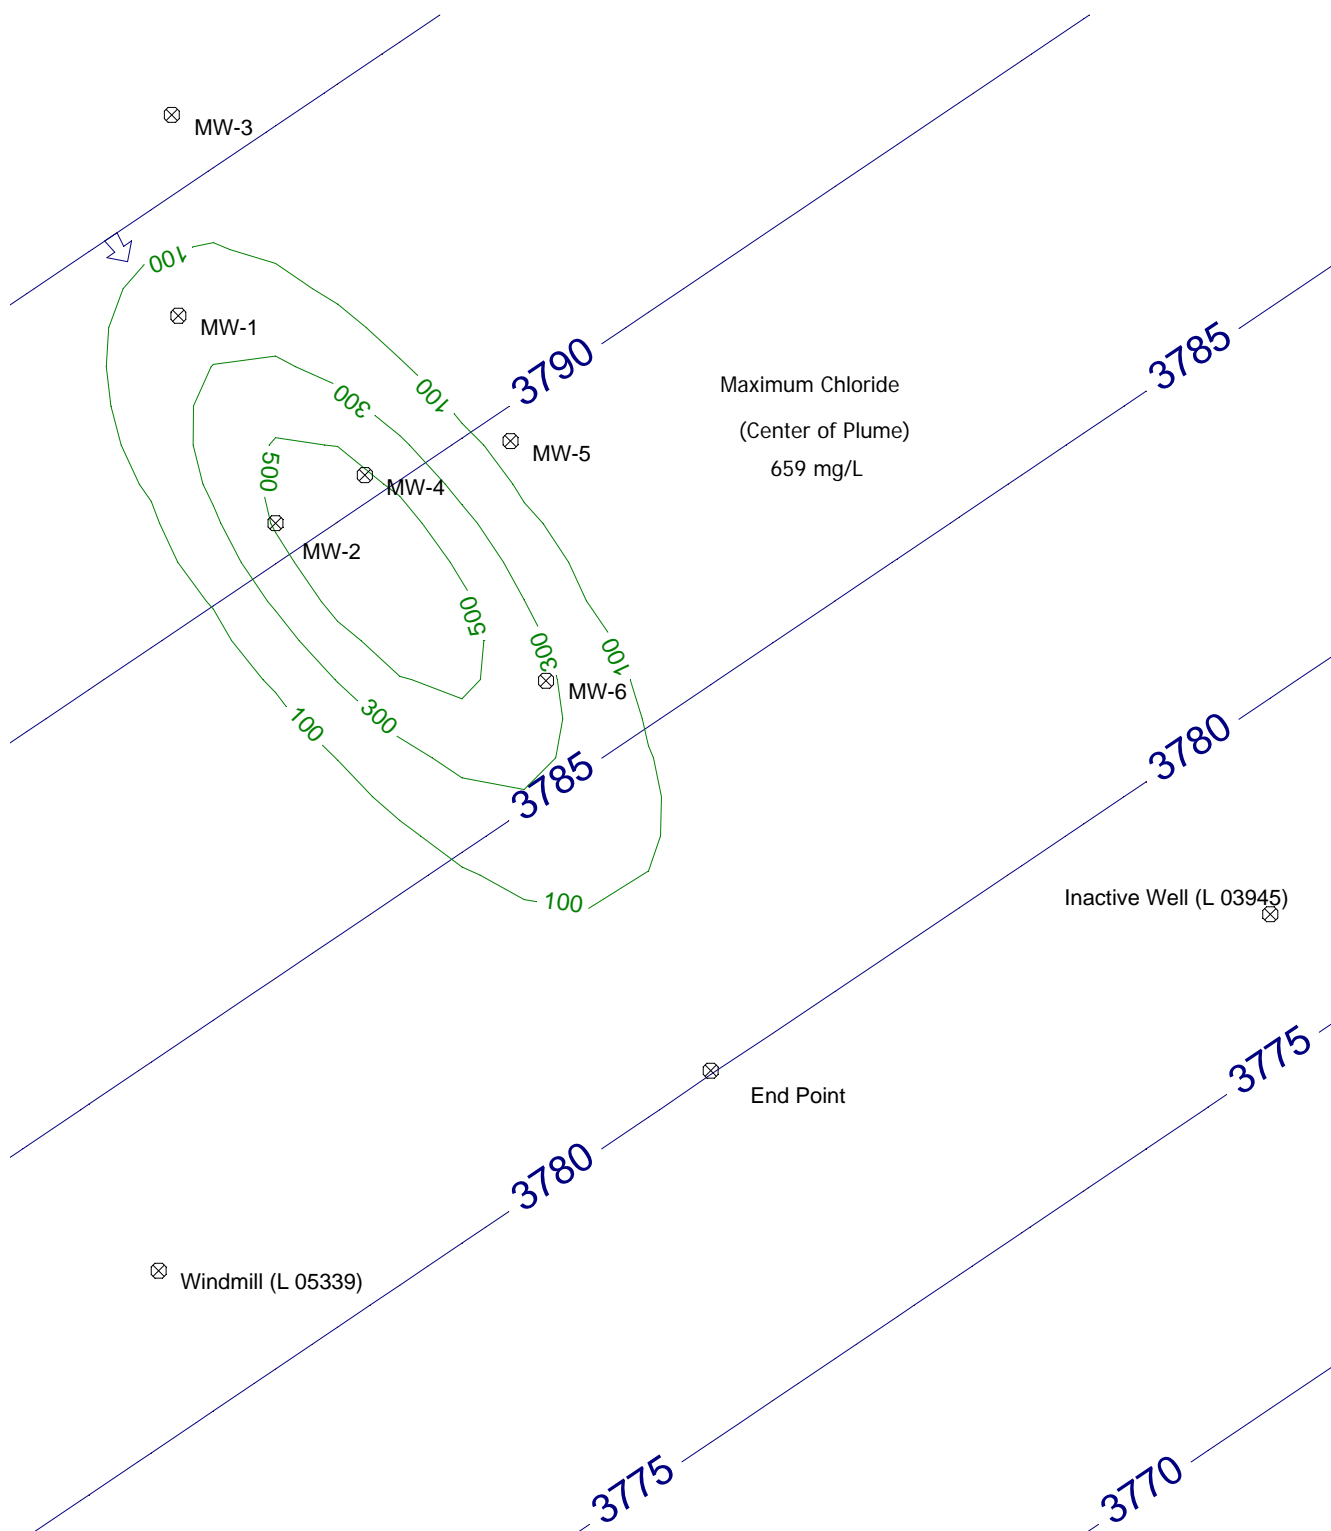 MW-3
100
MW-1
3790
3785
Maximum Chloride
(Center of Plume)
659 mg/L
300
100
MW-5
500
MW-4
MW-2
500
300
100
MW-6
300
100
3785
3780
100
Inactive Well (L 03945)
3775
End Point
3780
Windmill (L 05339)
3775
3770